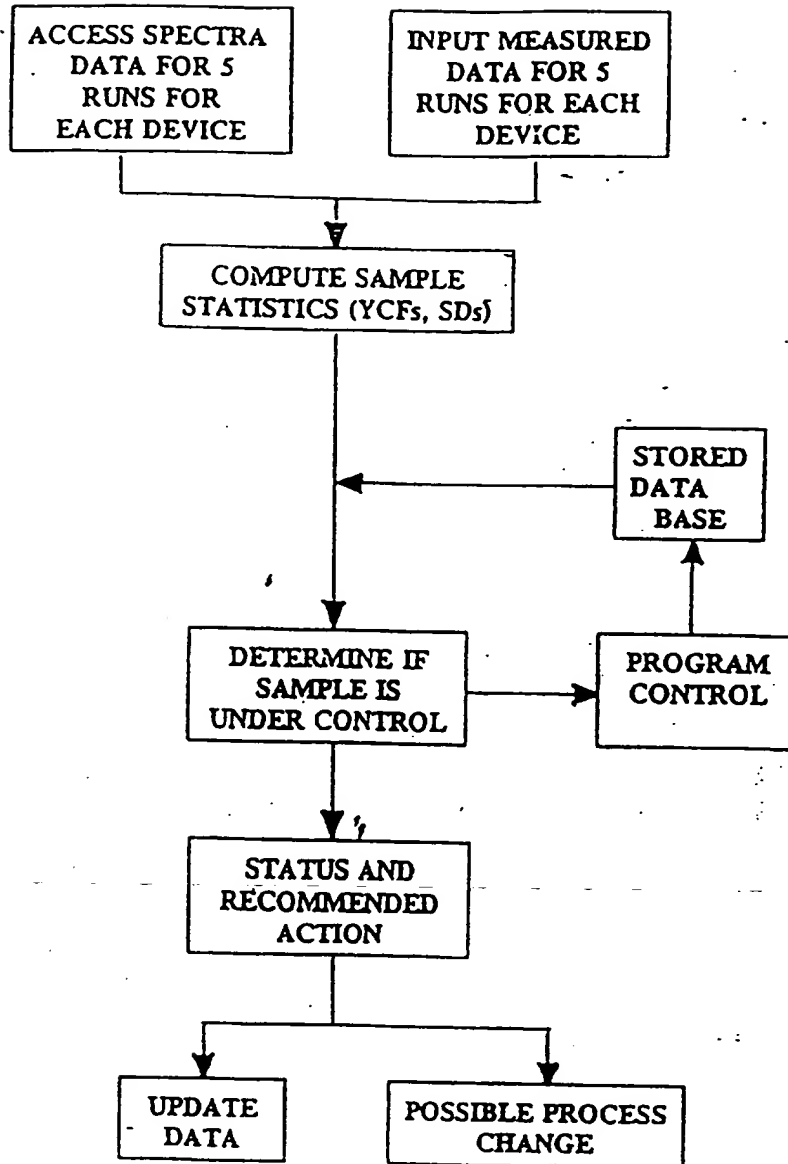 ACCESS SPECTRA
DATA FOR 5
RUNS FOR
EACH DEVICE
INPUT MEASURED
DATA FOR 5
RUNS FOR EACH
DEVICE
COMPUTE SAMPLE
STATISTICS (YCFs, SDs)
STORED
DATA
BASE
DETERMINE IF
SAMPLE IS
UNDER CONTROL
PROGRAM
CONTROL
STATUS AND
RECOMMENDED
ACTION
UPDATE
DATA
POSSIBLE PROCESS
CHANGE